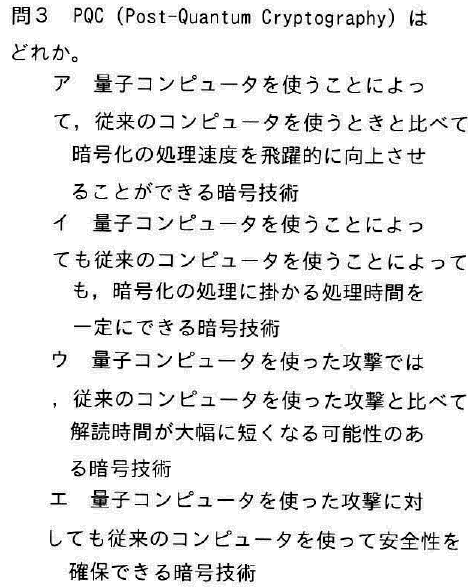 問3 PQC (Post-Quantum Cryptography) は
どれか。
ア 量子コンピュータを使うことによっ
て，従来のコンピュータを使うときと比べて
暗号化の処理速度を飛躍的に向上させ
ることができる暗号技術
イ 量子コンピュータを使うことによっ
ても従来のコンピュータを使うことによって
も，暗号化の処理に掛かる処理時間を
一定にできる暗号技術
ウ 量子コンピュータを使った攻撃では
，従来のコンピュータを使った攻撃と比べて
解読時間が大幅に短くなる可能性のあ
る暗号技術
エ 量子コンピュータを使った攻撃に対
しても従来のコンピュータを使って安全性を
確保できる暗号技術